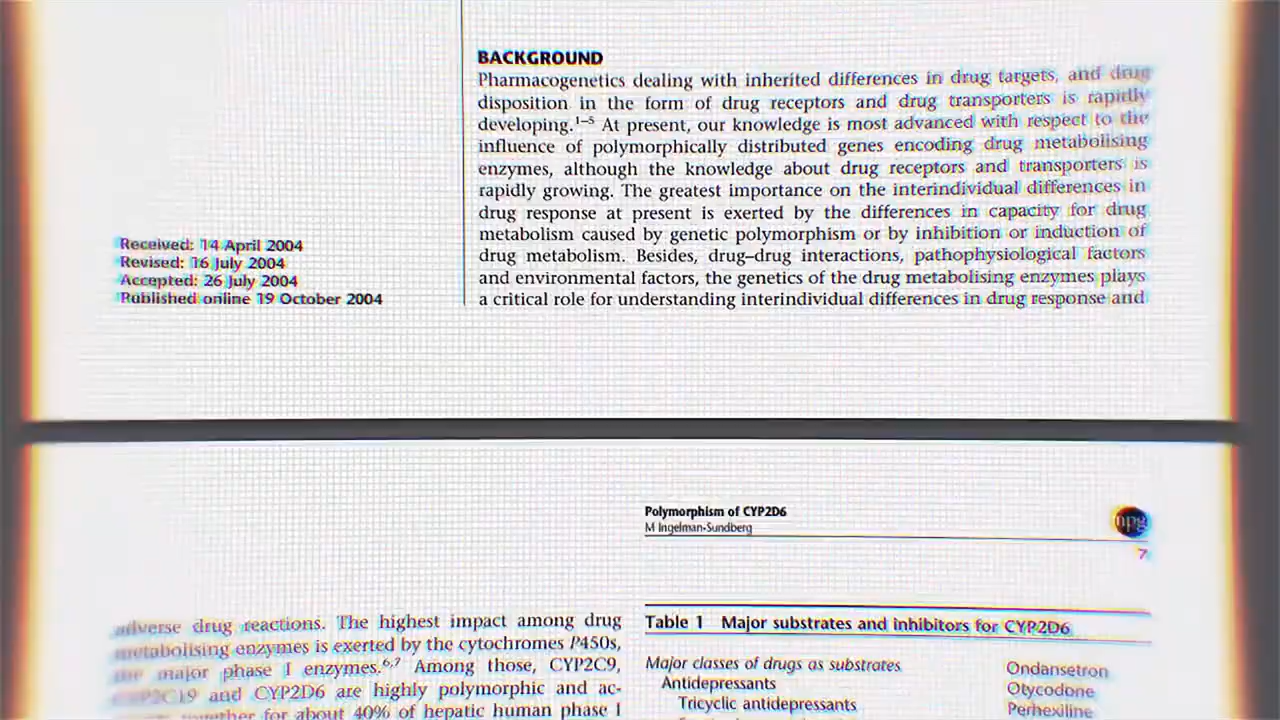 BACKGROUND
Pharmacogenetics dealing with inherited differences in drug targets, and drug
disposition in the form of drug receptors and drug transporters is rapidly
developing.1–5 At present, our knowledge is most advanced with respect to the
influence of polymorphically distributed genes encoding drug metabolising
enzymes, although the knowledge about drug receptors and transporters is
rapidly growing. The greatest importance on the interindividual differences in
drug response at present is exerted by the differences in capacity for drug
metabolism caused by genetic polymorphism or by inhibition or induction of
drug metabolism. Besides, drug–drug interactions, pathophysiological factors
and environmental factors, the genetics of the drug metabolising enzymes plays
a critical role for understanding interindividual differences in drug response and
Received: 14 April 2004
Revised: 16 July 2004
Accepted: 26 July 2004
Published online 19 October 2004
Polymorphism of CYP2D6
M Ingelman-Sundberg
npg
7
adverse drug reactions. The highest impact among drug
metabolising enzymes is exerted by the cytochromes P450s,
the major phase I enzymes.6,7 Among those, CYP2C9,
CYP2C19 and CYP2D6 are highly polymorphic and ac-
together for about 40% of hepatic human phase I
Table 1 Major substrates and inhibitors for CYP2D6
Major classes of drugs as substrates
Antidepressants
Tricyclic antidepressants
Ondansetron
Otycodone
Perhexiline